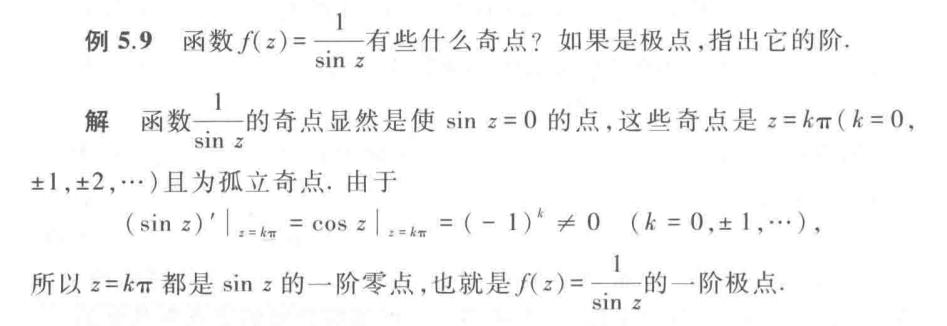 例 5.9 函数 f(z)=\frac{1}{\sin z}有些什么奇点？如果是极点,指出它的阶.
解 函数\frac{1}{\sin z}的奇点显然是使 sin z=0 的点,这些奇点是 z=kπ(k=0,
±1,±2,⋯)且为孤立奇点. 由于
(sin z)′|_{z=kπ} = cos z|_{z=kπ} = (-1)^k ≠ 0 (k = 0,±1,⋯),
所以 z=kπ 都是 sin z 的一阶零点,也就是 f(z)=\frac{1}{\sin z}的一阶极点.